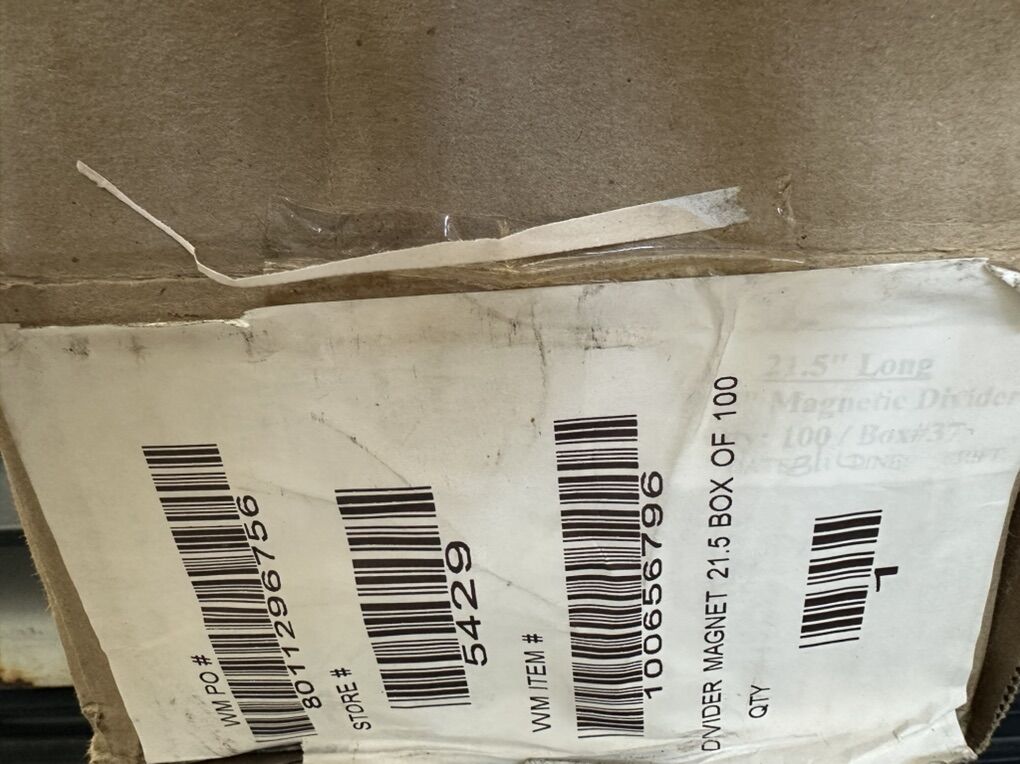 WM PO #
8011296756
STORE #
5429
WM ITEM #
100656796
DIVIDER MAGNET 21.5 BOX OF 100
QTY
1
21.5" Long
" Magnetic Divider
: 100 / Box#37